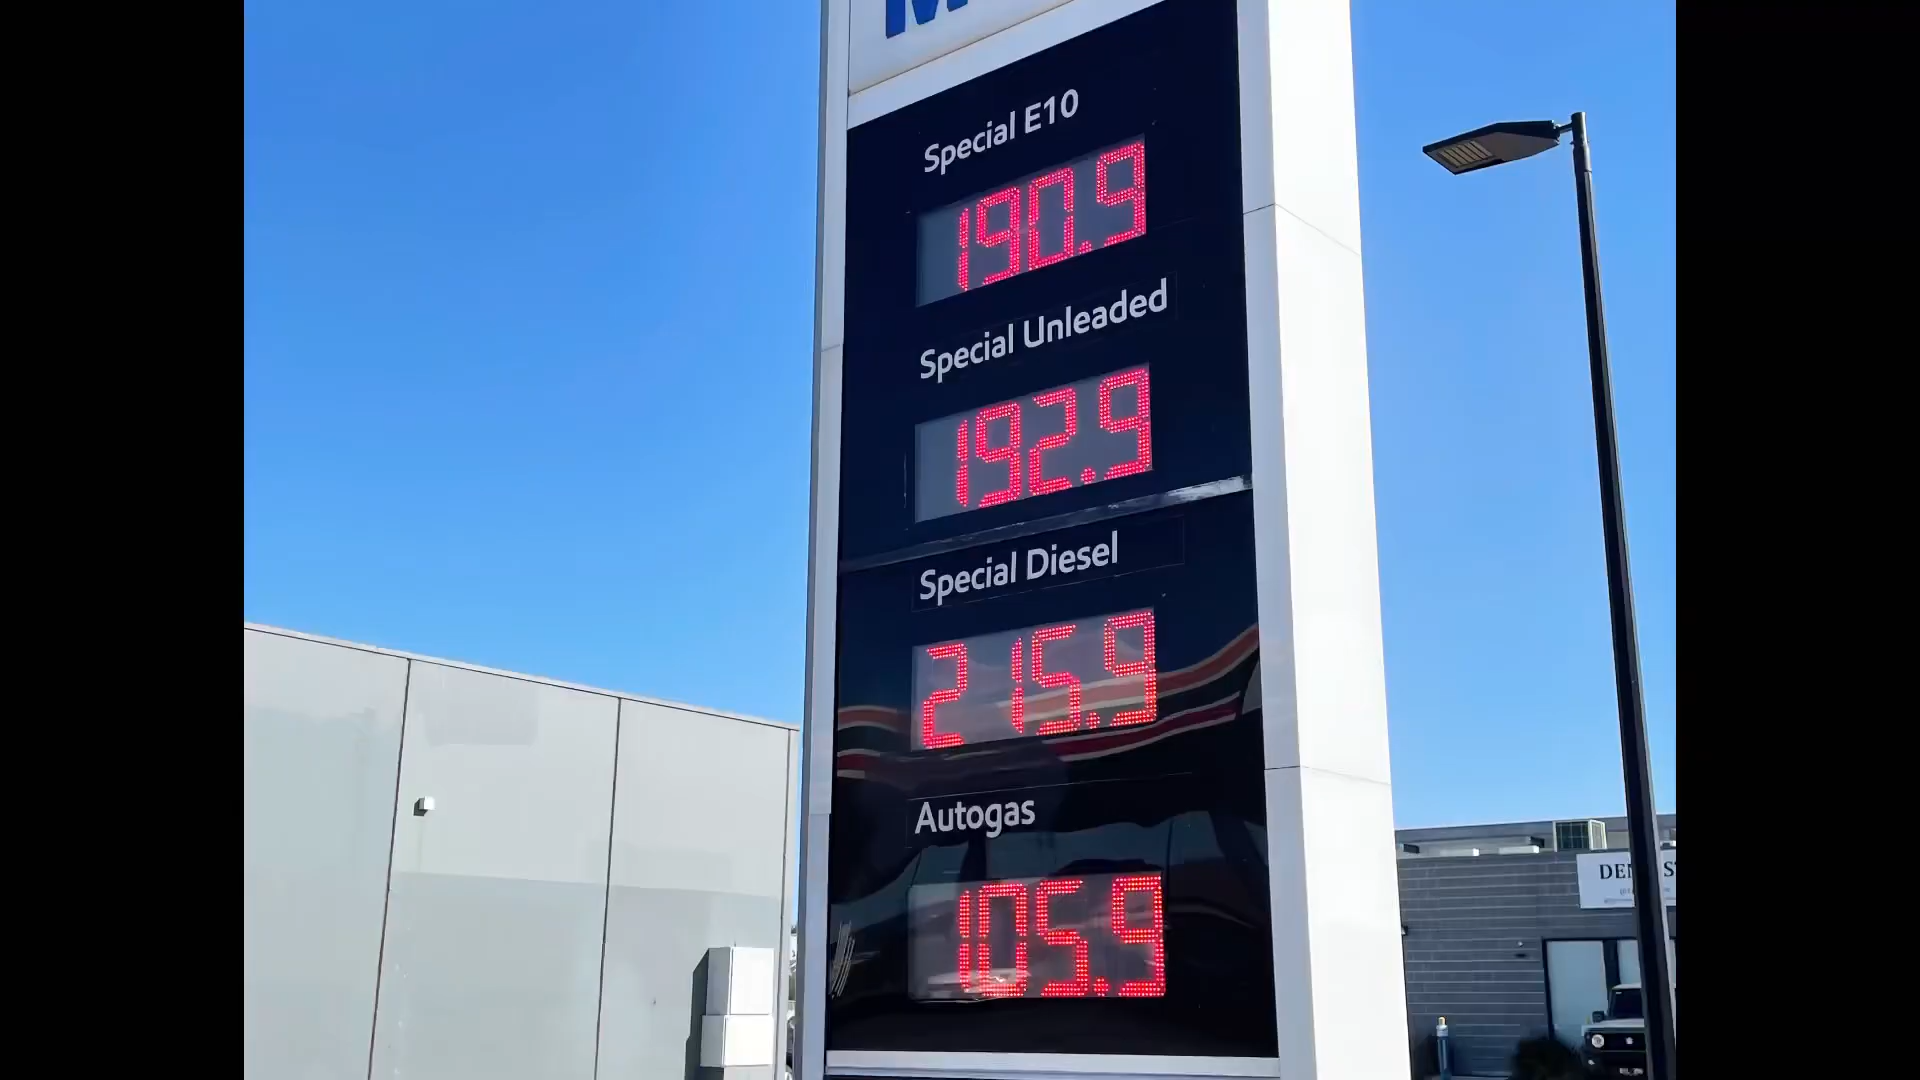 Special E10
190.9
Special Unleaded
192.9
Special Diesel
215.9
Autogas
105.9